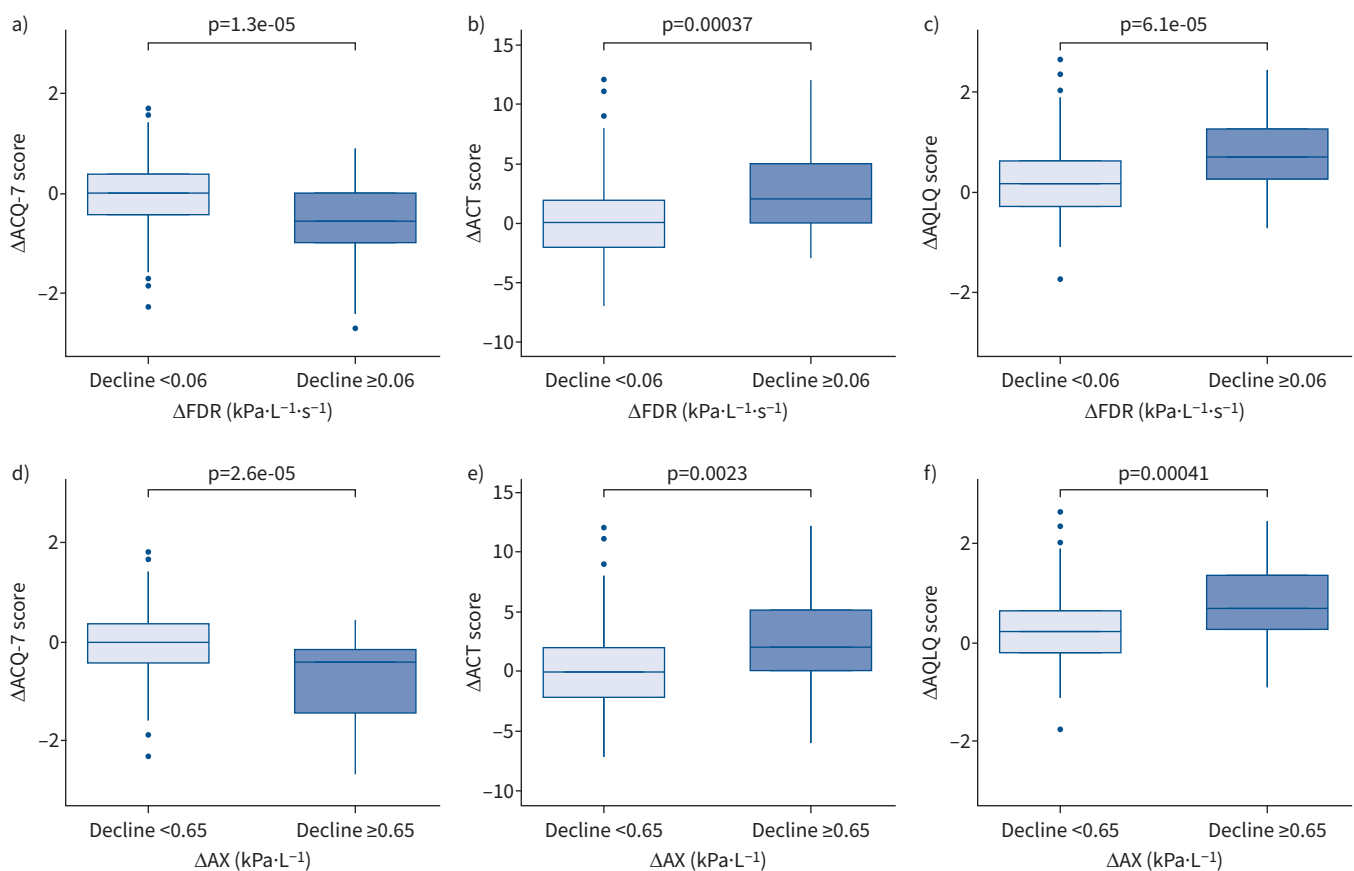 a)
p=1.3e-05
ΔACQ-7 score
2
0
–2
Decline <0.06
Decline ≥0.06
ΔFDR (kPa·L⁻¹·s⁻¹)
b)
p=0.00037
ΔACT score
15
10
5
0
–5
–10
Decline <0.06
Decline ≥0.06
ΔFDR (kPa·L⁻¹·s⁻¹)
c)
p=6.1e-05
ΔAQLQ score
2
0
–2
Decline <0.06
Decline ≥0.06
ΔFDR (kPa·L⁻¹·s⁻¹)
d)
p=2.6e-05
ΔACQ-7 score
2
0
–2
Decline <0.65
Decline ≥0.65
ΔAX (kPa·L⁻¹)
e)
p=0.0023
ΔACT score
15
10
5
0
–5
–10
Decline <0.65
Decline ≥0.65
ΔAX (kPa·L⁻¹)
f)
p=0.00041
ΔAQLQ score
2
0
–2
Decline <0.65
Decline ≥0.65
ΔAX (kPa·L⁻¹)